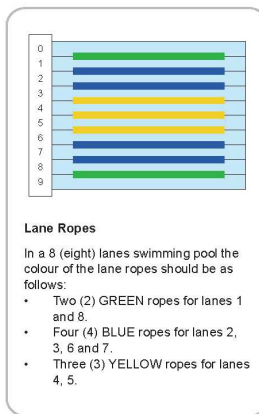 0
1
2
3
4
5
6
7
8
9
Lane Ropes
In a 8 (eight) lanes swimming pool the
colour of the lane ropes should be as
follows:
• Two (2) GREEN ropes for lanes 1
and 8.
• Four (4) BLUE ropes for lanes 2,
3, 6 and 7.
• Three (3) YELLOW ropes for lanes
4, 5.